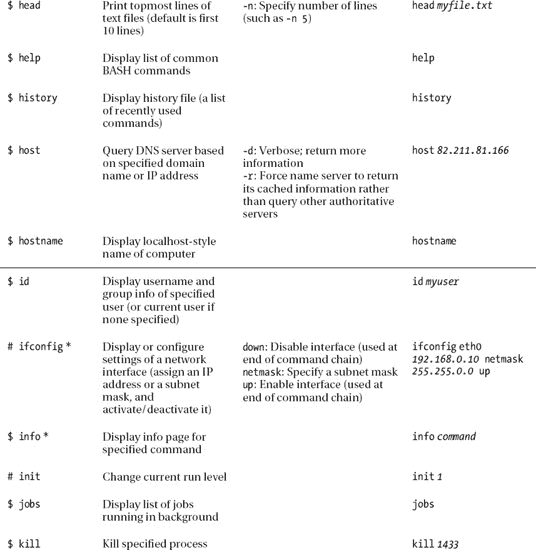 $ head Print topmost lines of -n: Specify number of lines head myfile.txt
text files (default is first (such as -n 5)
10 lines)
$ help Display list of common help
BASH commands
$ history Display history file (a list history
of recently used
commands)
$ host Query DNS server based -d: Verbose; return more host 82.211.81.166
on specified domain information
name or IP address -r: Force name server to return
its cached information rather
than query other authoritative
servers
$ hostname Display localhost-style hostname
name of computer
$ id Display username and id myuser
group info of specified
user (or current user if
none specified)
# ifconfig * Display or configure down: Disable interface (used at ifconfig eth0
settings of a network end of command chain) 192.168.0.10 netmask
interface (assign an IP netmask: Specify a subnet mask 255.255.0.0 up
address or a subnet up: Enable interface (used at
mask, and end of command chain)
activate/deactivate it)
$ info * Display info page for info command
specified command
# init Change current run level init 1
$ jobs Display list of jobs jobs
running in background
$ kill Kill specified process kill 1433